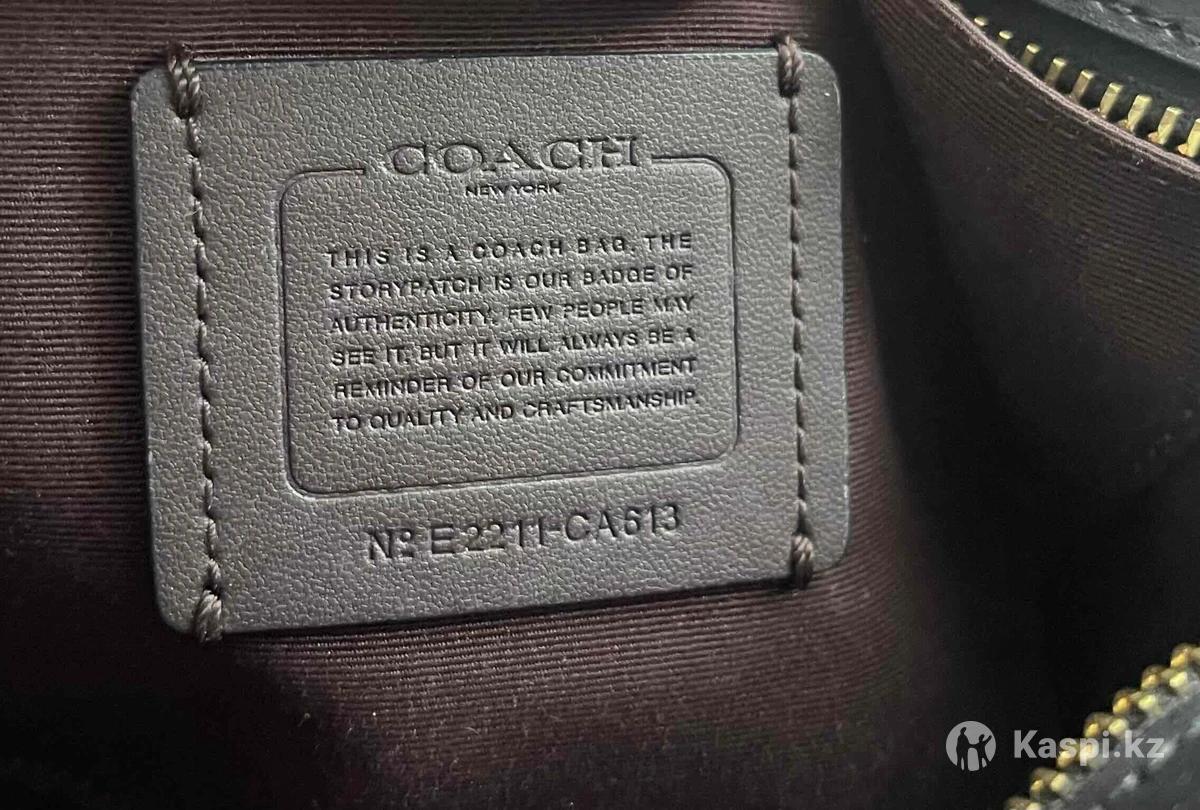 COACH
NEW YORK
THIS IS A COACH BAG. THE
STORYPATCH IS OUR BADGE OF
AUTHENTICITY. FEW PEOPLE MAY
SEE IT, BUT IT WILL ALWAYS BE A
REMINDER OF OUR COMMITMENT
TO QUALITY AND CRAFTSMANSHIP.
Nº E2211-CA613
Kaspi.kz